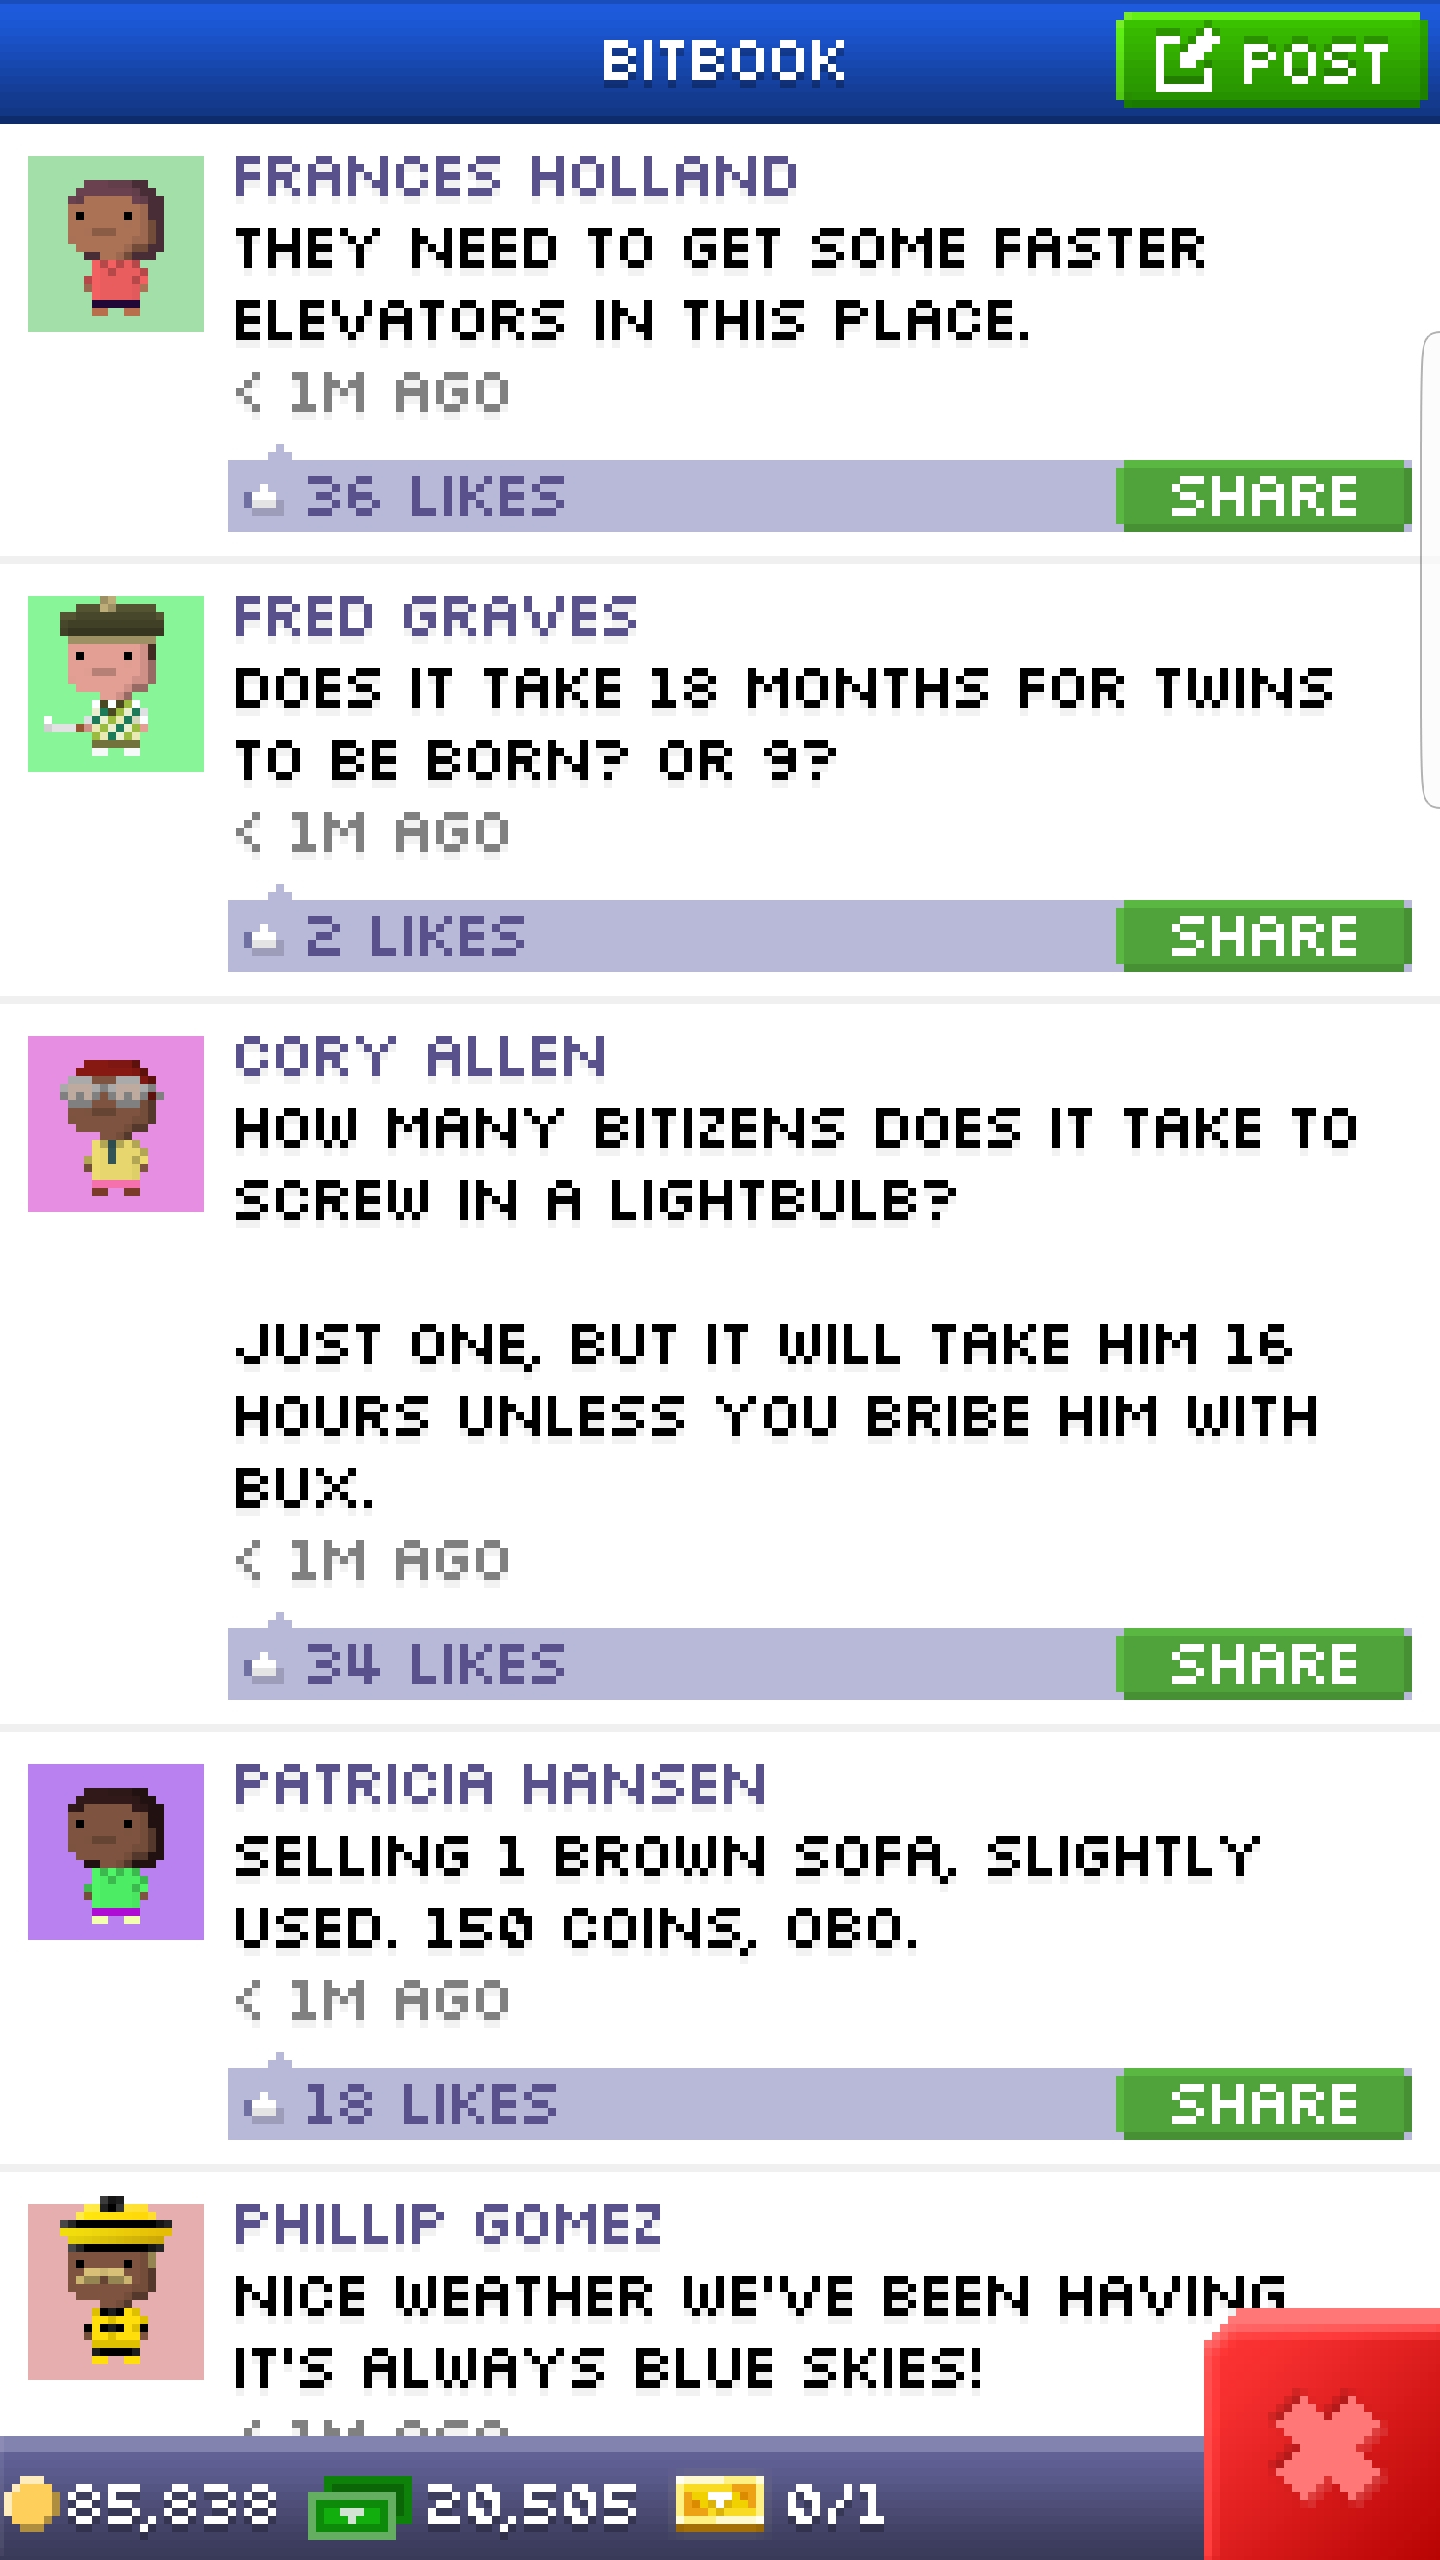 BITBOOK
POST
FRANCES HOLLAND
THEY NEED TO GET SOME FASTER
ELEVATORS IN THIS PLACE.
< 1M AGO
36 LIKES
SHARE
FRED GRAVES
DOES IT TAKE 18 MONTHS FOR TWINS
TO BE BORN? OR 9?
< 1M AGO
2 LIKES
SHARE
CORY ALLEN
HOW MANY BITIZENS DOES IT TAKE TO
SCREW IN A LIGHTBULB?
JUST ONE, BUT IT WILL TAKE HIM 16
HOURS UNLESS YOU BRIBE HIM WITH
BUX.
< 1M AGO
34 LIKES
SHARE
PATRICIA HANSEN
SELLING 1 BROWN SOFA, SLIGHTLY
USED. 150 COINS, OBO.
< 1M AGO
18 LIKES
SHARE
PHILLIP GOMEZ
NICE WEATHER WE'VE BEEN HAVING
IT'S ALWAYS BLUE SKIES!
< 1M AGO
85,838
20,505
0/1